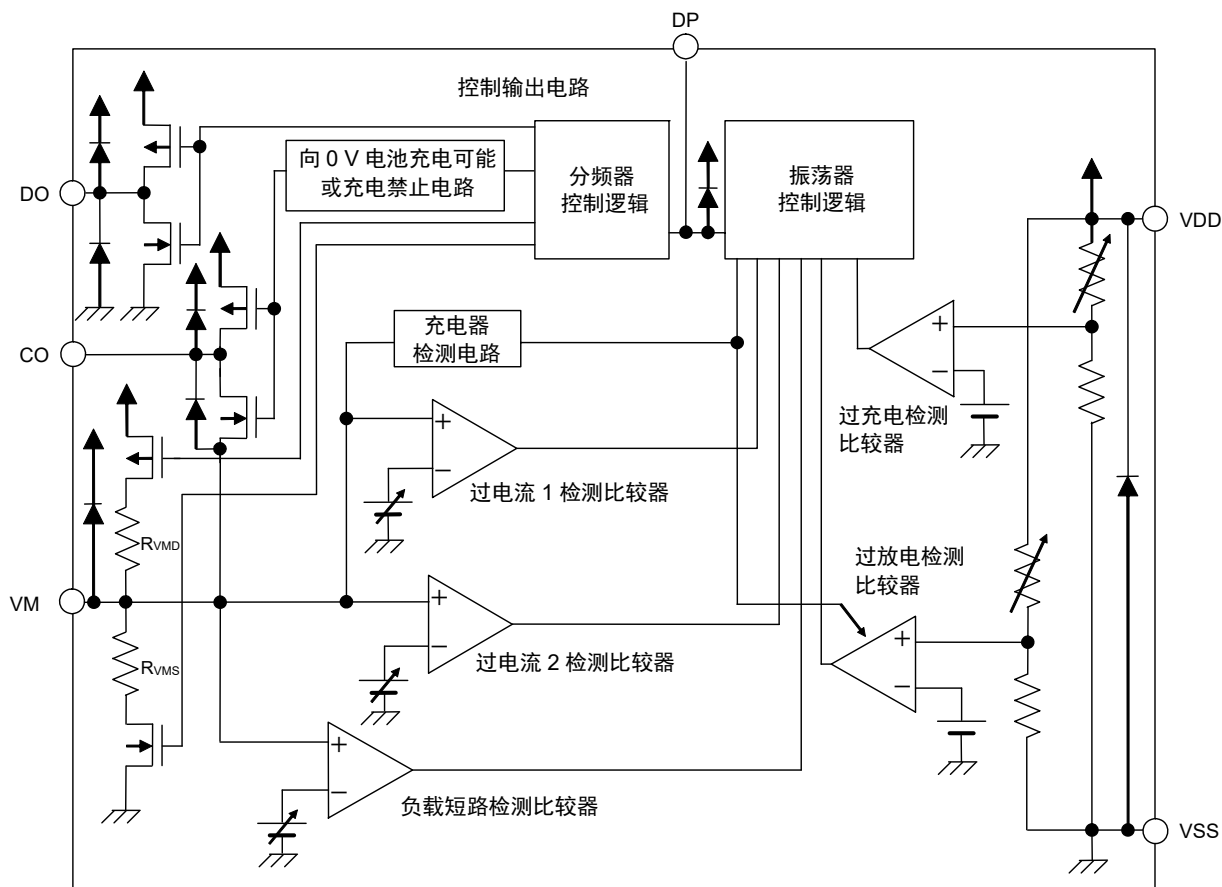 DP
控制输出电路
向 0 V 电池充电可能
或充电禁止电路
分频器
控制逻辑
振荡器
控制逻辑
DO
VDD
充电器
检测电路
CO
+
−
过充电检测
比较器
+
−
过电流 1 检测比较器
RVMD
过放电检测
比较器
VM
+
−
过电流 2 检测比较器
+
−
RVMS
+
−
负载短路检测比较器
VSS